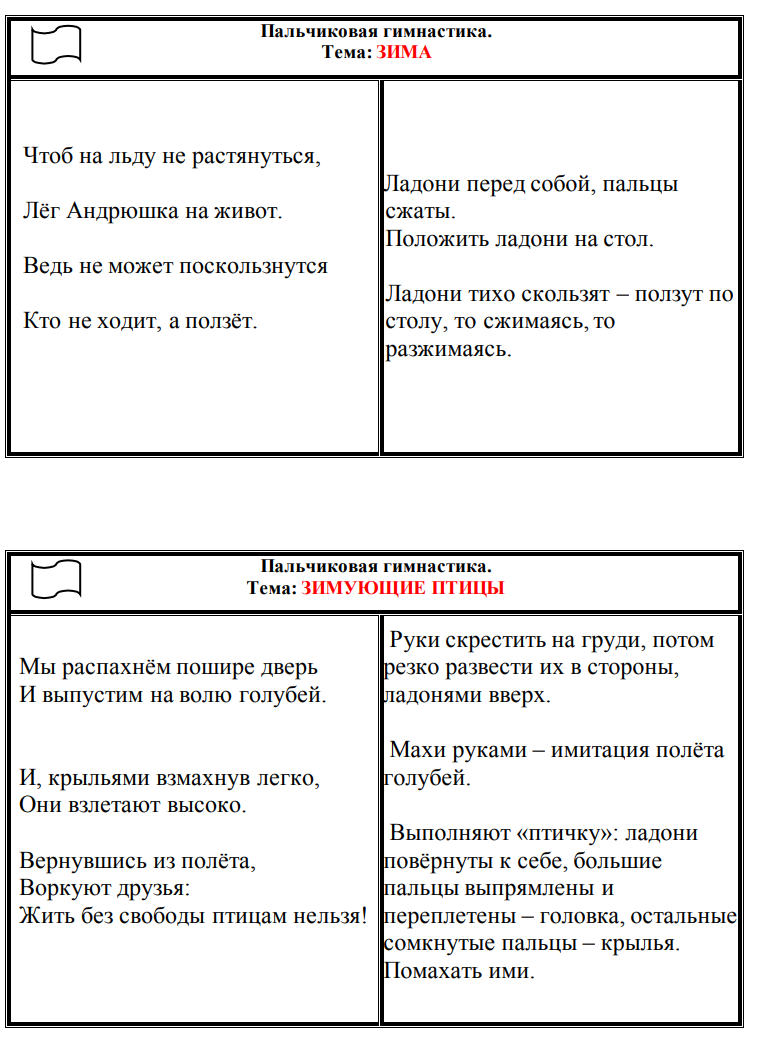 Пальчиковая гимнастика.
Тема: ЗИМА
Чтоб на льду не растянуться,
Лёг Андрюшка на живот.
Ведь не может поскользнутся
Кто не ходит, а ползёт.
Ладони перед собой, пальцы
сжаты.
Положить ладони на стол.
Ладони тихо скользят – ползут по
столу, то сжимаясь, то
разжимаясь.
Пальчиковая гимнастика.
Тема: ЗИМУЮЩИЕ ПТИЦЫ
Мы распахнём пошире дверь
И выпустим на волю голубей.
И, крыльями взмахнув легко,
Они взлетают высоко.
Вернувшись из полёта,
Воркуют друзья:
Жить без свободы птицам нельзя!
Руки скрестить на груди, потом
резко развести их в стороны,
ладонями вверх.
Махи руками – имитация полёта
голубей.
Выполняют «птичку»: ладони
повёрнуты к себе, большие
пальцы выпрямлены и
переплетены – головка, остальные
сомкнутые пальцы – крылья.
Помахать ими.